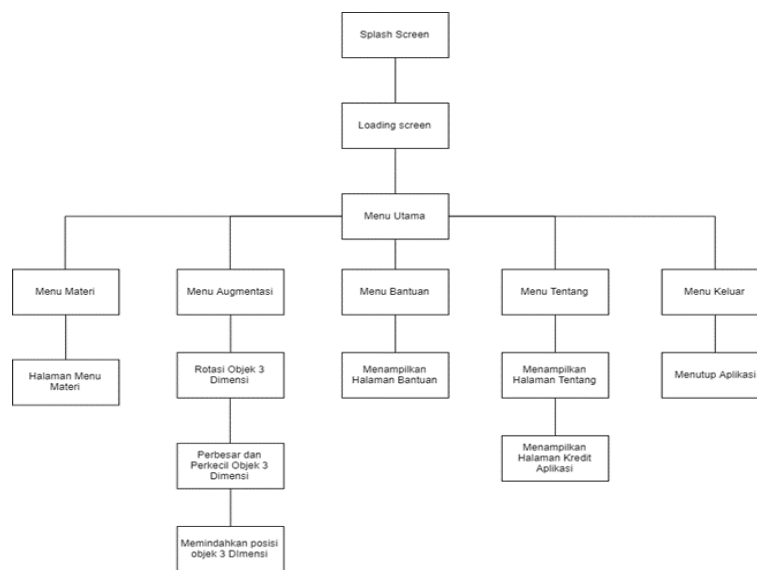 Splash Screen
Loading screen
Menu Utama
Menu Materi
Menu Augmentasi
Menu Bantuan
Menu Tentang
Menu Keluar
Halaman Menu
Materi
Rotasi Objek 3
Dimensi
Menampilkan
Halaman Bantuan
Menampilkan
Halaman Tentang
Menutup Aplikasi
Perbesar dan
Perkecil Objek 3
Dimensi
Menampilkan
Halaman Kredit
Aplikasi
Memindahkan posisi
objek 3 DImensi